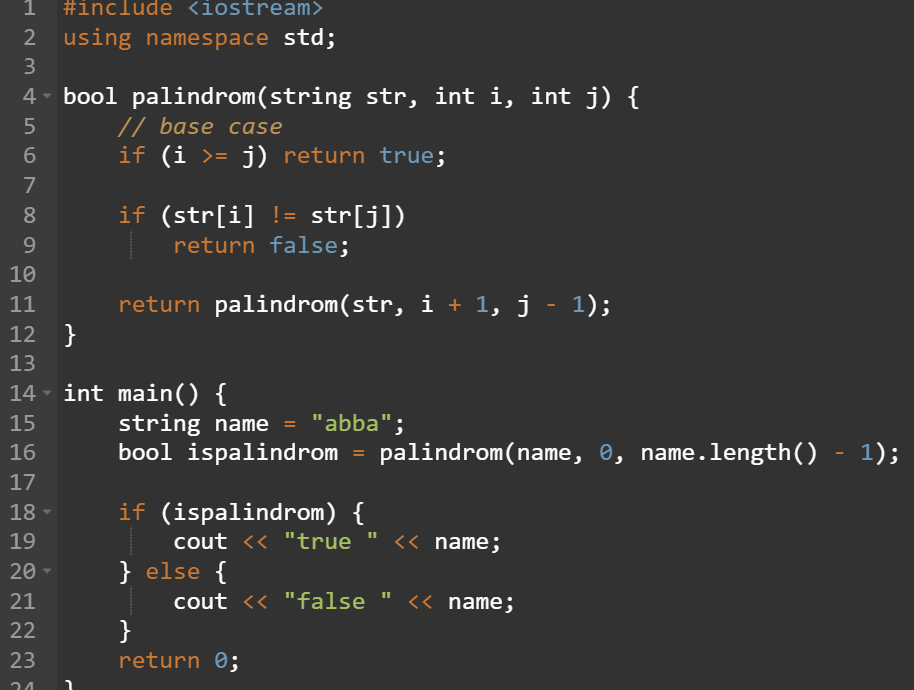 1 #include <iostream>
2 using namespace std;
3
4 bool palindrom(string str, int i, int j) {
5     // base case
6     if (i >= j) return true;
7
8     if (str[i] != str[j])
9         return false;
10
11     return palindrom(str, i + 1, j - 1);
12 }
13
14 int main() {
15     string name = "abba";
16     bool ispalindrom = palindrom(name, 0, name.length() - 1);
17
18     if (ispalindrom) {
19         cout << "true " << name;
20     } else {
21         cout << "false " << name;
22     }
23     return 0;
24 }